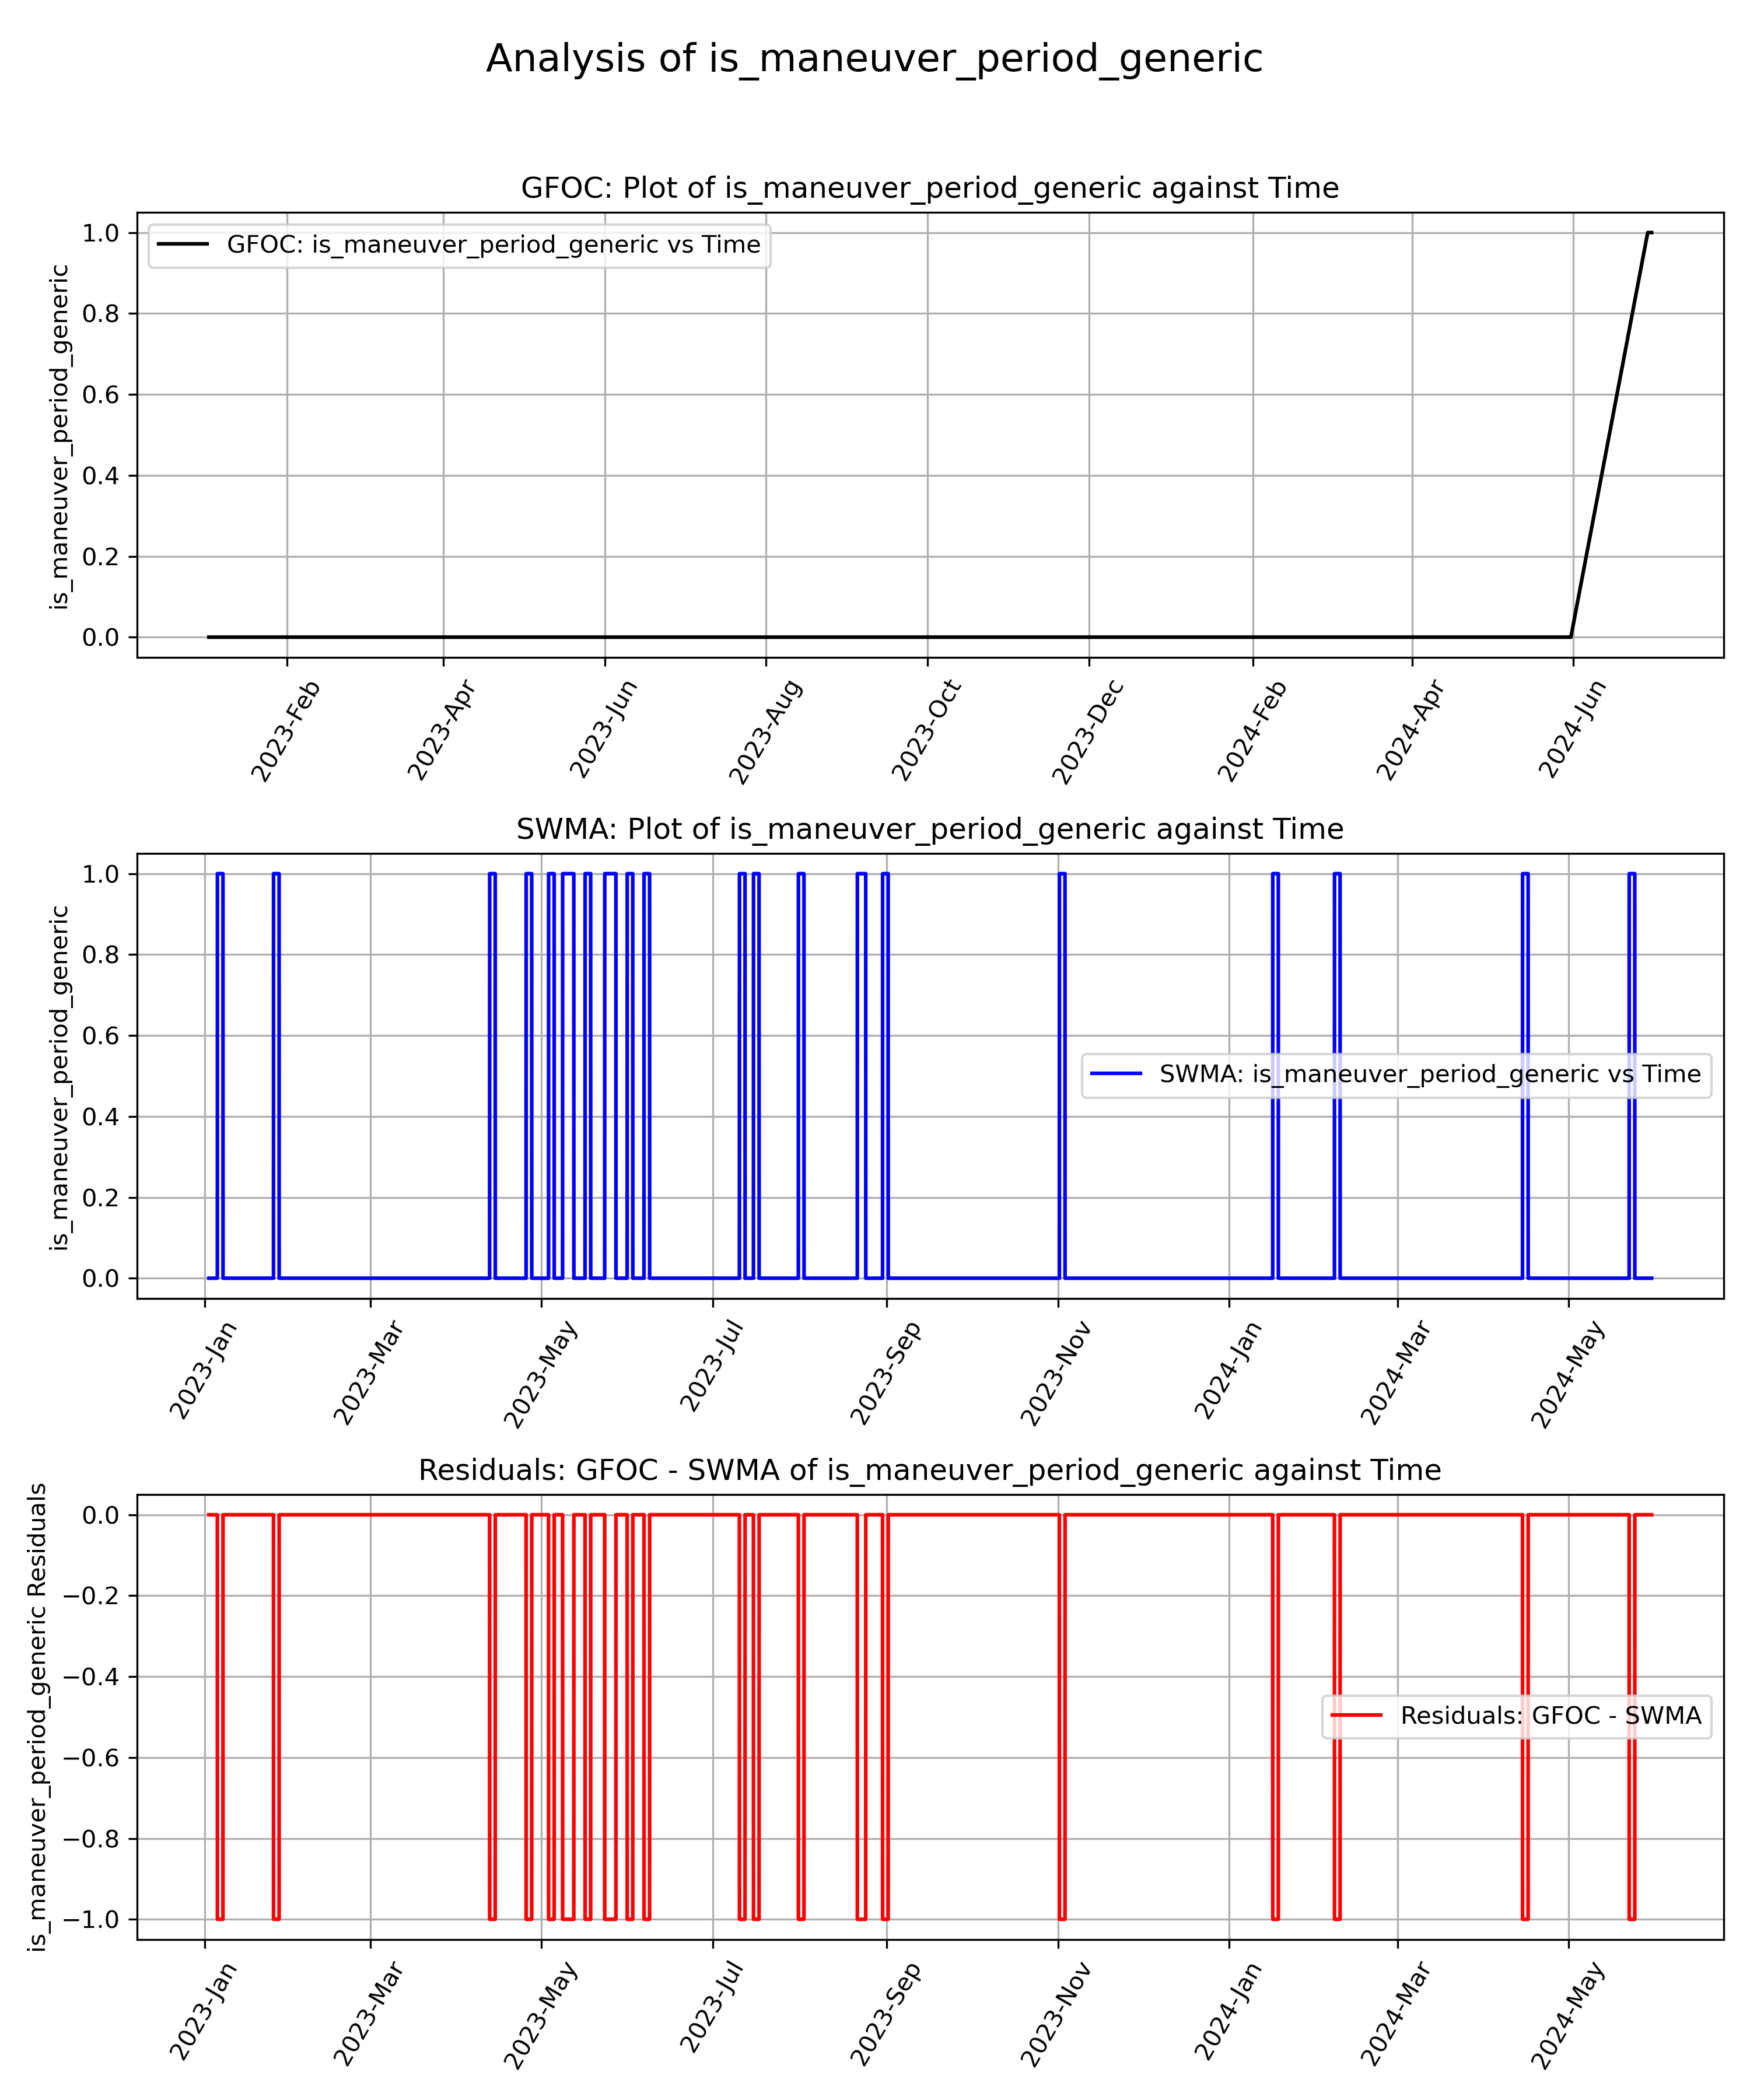 Analysis of is_maneuver_period_generic
GFOC: Plot of is_maneuver_period_generic against Time
is_maneuver_period_generic
1.0
0.8
0.6
0.4
0.2
0.0
GFOC: is_maneuver_period_generic vs Time
2023-Feb
2023-Apr
2023-Jun
2023-Aug
2023-Oct
2023-Dec
2024-Feb
2024-Apr
2024-Jun
SWMA: Plot of is_maneuver_period_generic against Time
is_maneuver_period_generic
1.0
0.8
0.6
0.4
0.2
0.0
SWMA: is_maneuver_period_generic vs Time
2023-Jan
2023-Mar
2023-May
2023-Jul
2023-Sep
2023-Nov
2024-Jan
2024-Mar
2024-May
Residuals: GFOC - SWMA of is_maneuver_period_generic against Time
is_maneuver_period_generic Residuals
0.0
−0.2
−0.4
−0.6
−0.8
−1.0
Residuals: GFOC - SWMA
2023-Jan
2023-Mar
2023-May
2023-Jul
2023-Sep
2023-Nov
2024-Jan
2024-Mar
2024-May